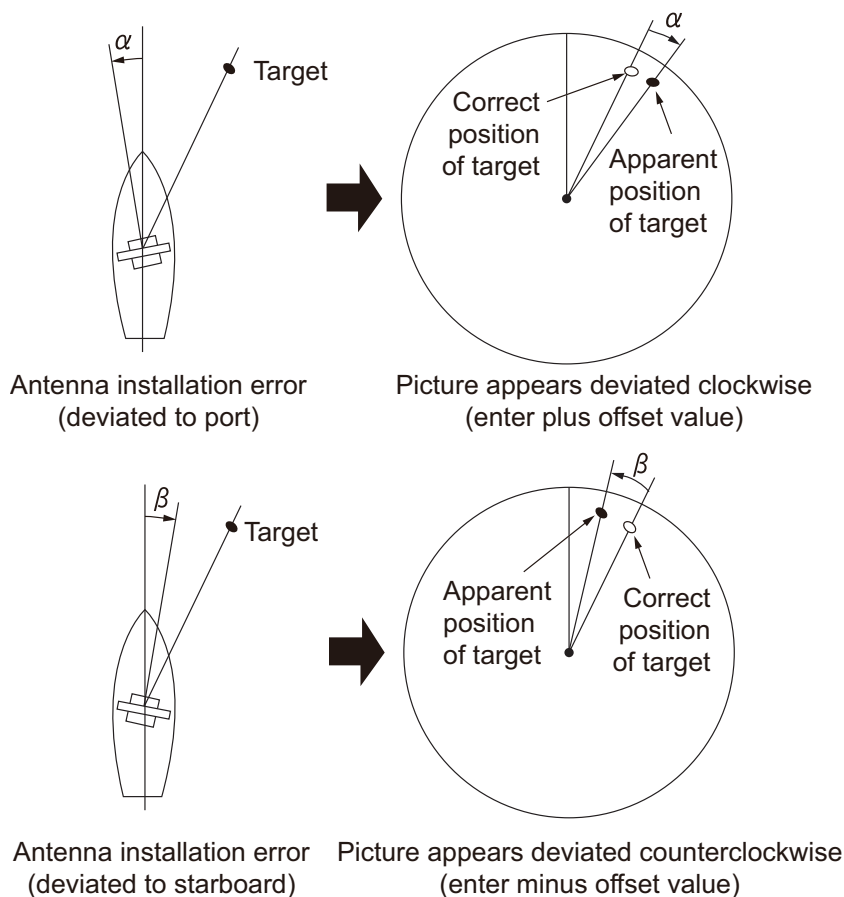 α
Target
α
Correct
position
of target
Apparent
position
of target
Antenna installation error
(deviated to port)
Picture appears deviated clockwise
(enter plus offset value)
β
Target
β
Apparent
position
of target
Correct
position
of target
Antenna installation error
(deviated to starboard)
Picture appears deviated counterclockwise
(enter minus offset value)